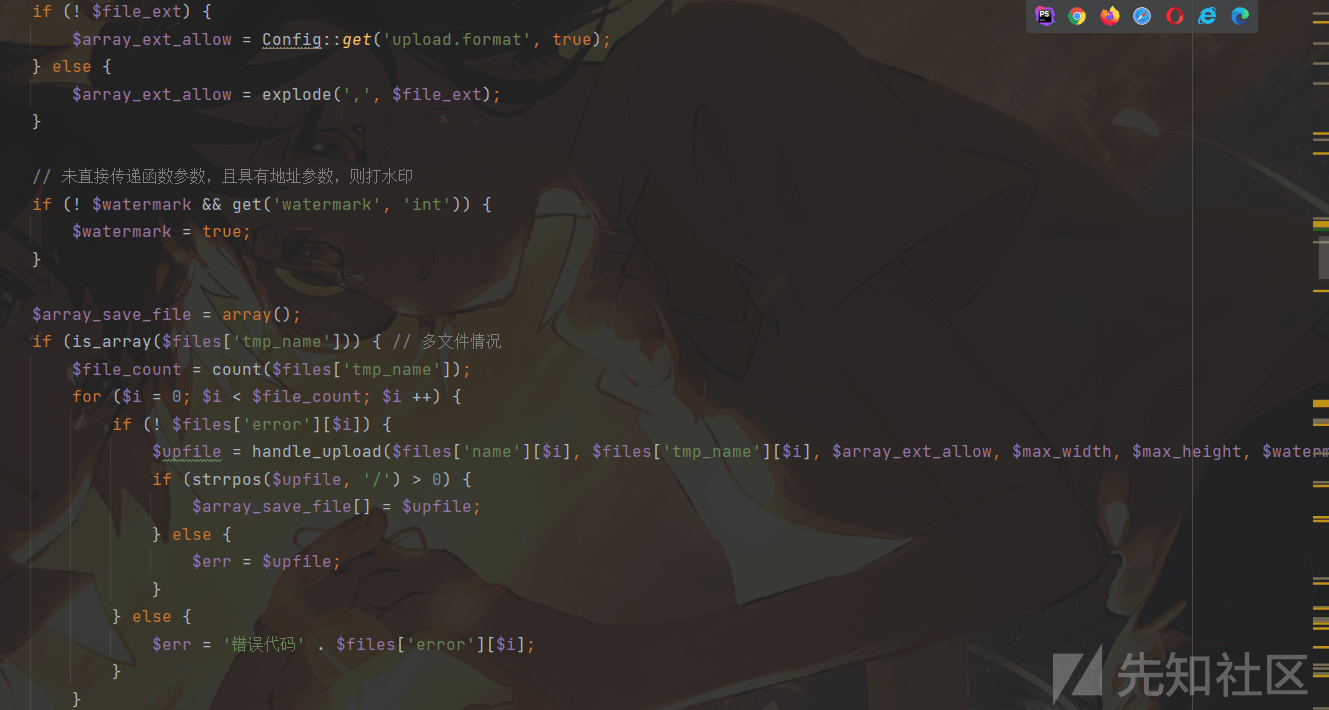 if (! $file_ext) {
    $array_ext_allow = Config::get('upload.format', true);
} else {
    $array_ext_allow = explode(',', $file_ext);
}
// 未直接传递函数参数，且具有地址参数，则打水印
if (! $watermark && get('watermark', 'int')) {
    $watermark = true;
}
$array_save_file = array();
if (is_array($files['tmp_name'])) { // 多文件情况
    $file_count = count($files['tmp_name']);
    for ($i = 0; $i < $file_count; $i ++) {
        if (! $files['error'][$i]) {
            $upfile = handle_upload($files['name'][$i], $files['tmp_name'][$i], $array_ext_allow, $max_width, $max_height, $waterm
            if (strrpos($upfile, '/') > 0) {
                $array_save_file[] = $upfile;
            } else {
                $err = $upfile;
            }
        } else {
            $err = '错误代码' . $files['error'][$i];
        }
    }
PS
先知社区